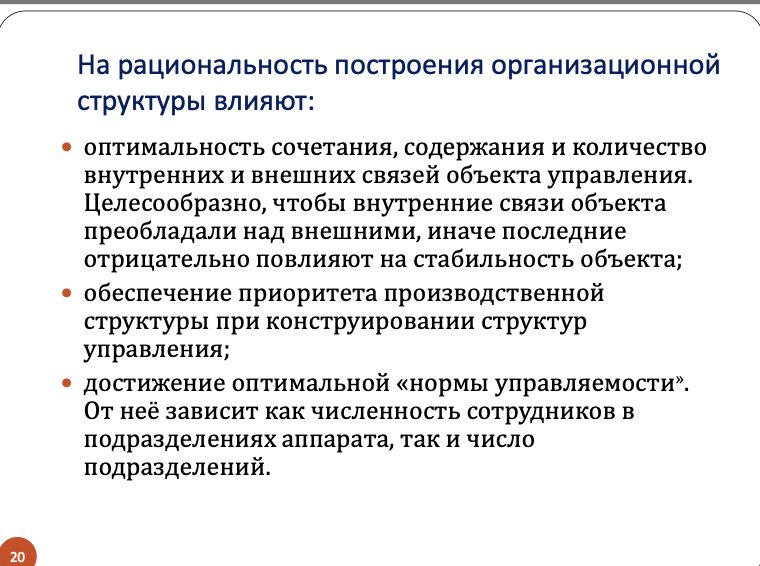 На рациональность построения организационной
структуры влияют:
• оптимальность сочетания, содержания и количество
внутренних и внешних связей объекта управления.
Целесообразно, чтобы внутренние связи объекта
преобладали над внешними, иначе последние
отрицательно повлияют на стабильность объекта;
• обеспечение приоритета производственной
структуры при конструировании структур
управления;
• достижение оптимальной «нормы управляемости».
От неё зависит как численность сотрудников в
подразделениях аппарата, так и число
подразделений.
20